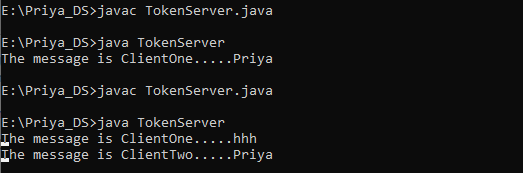 E:\Priya_DS>javac TokenServer.java
E:\Priya_DS>java TokenServer
The message is ClientOne.....Priya
E:\Priya_DS>javac TokenServer.java
E:\Priya_DS>java TokenServer
The message is ClientOne.....hhh
The message is ClientTwo.....Priya